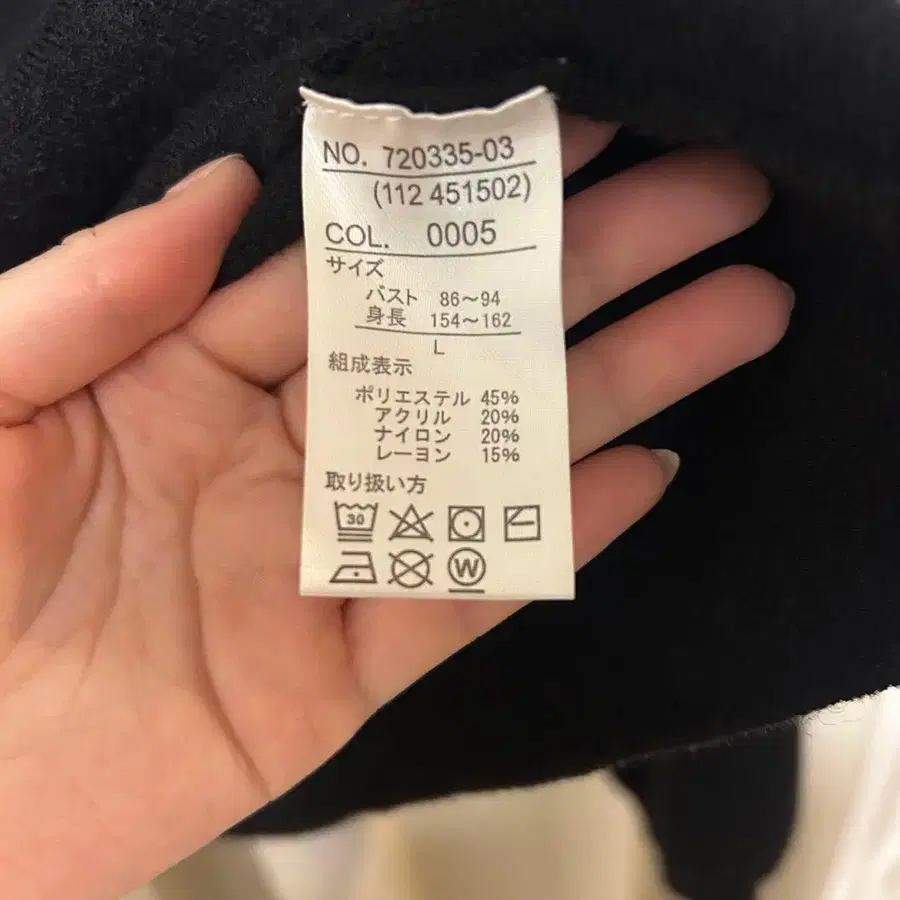 NO. 720335-03
(112 451502)
COL. 0005
サイズ
バスト 86～94
身長 154～162
L
組成表示
ポリエステル 45%
アクリル 20%
ナイロン 20%
レーヨン 15%
取り扱い方
30
W